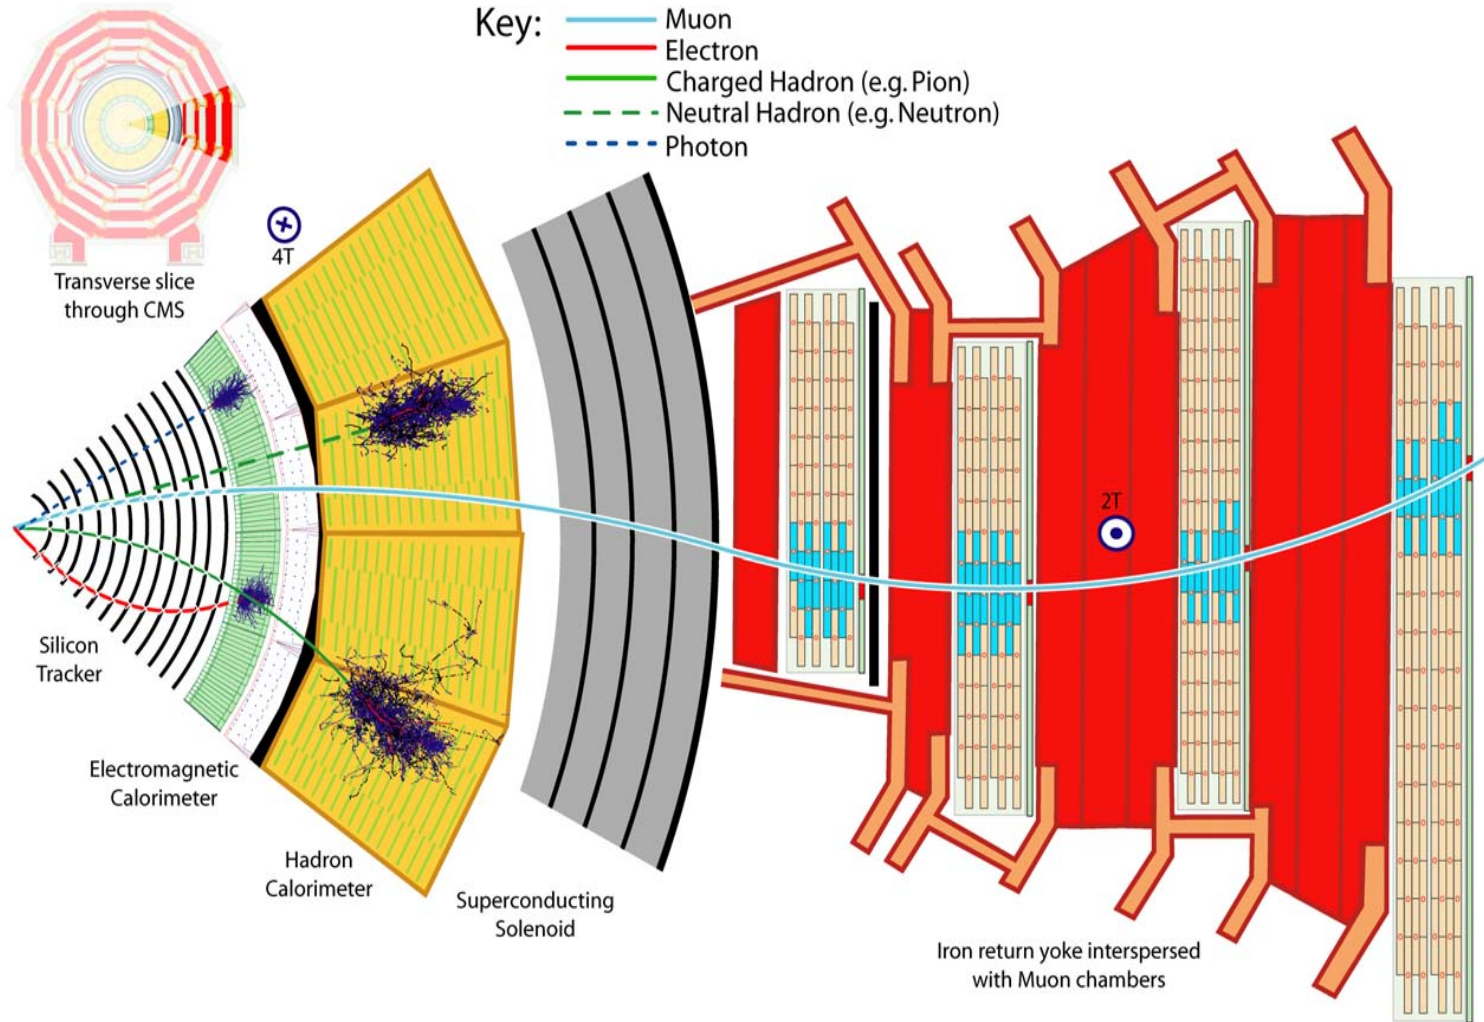 Key:
Muon
Electron
Charged Hadron (e.g. Pion)
Neutral Hadron (e.g. Neutron)
Photon
Transverse slice
through CMS
4T
2T
Silicon
Tracker
Electromagnetic
Calorimeter
Hadron
Calorimeter
Superconducting
Solenoid
Iron return yoke interspersed
with Muon chambers